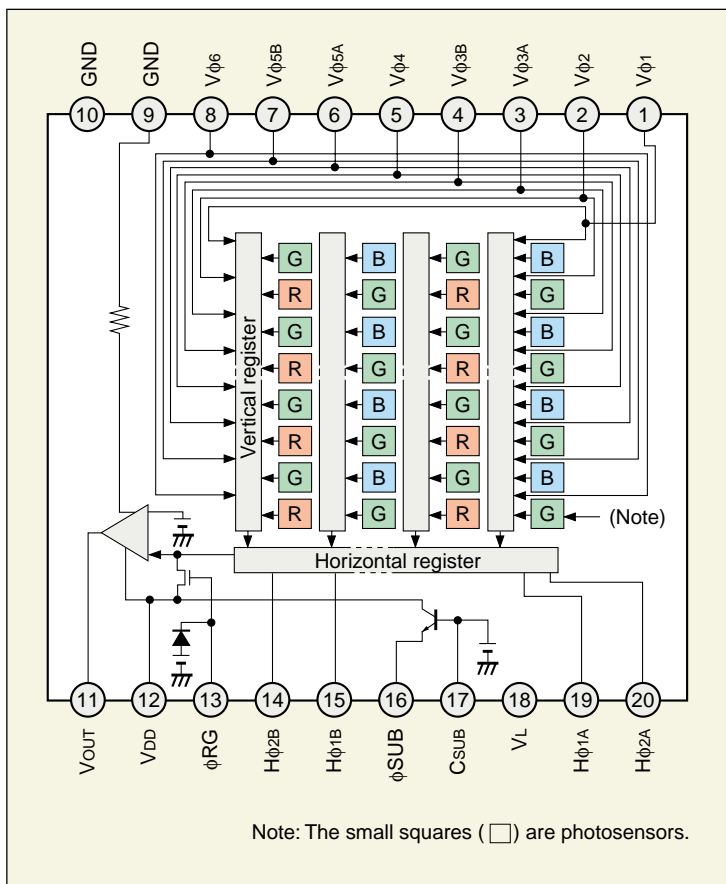 GND GND Vφ6 Vφ5B Vφ5A Vφ4 Vφ3B Vφ3A Vφ2 Vφ1
10 9 8 7 6 5 4 3 2 1
G B G B
R G R G
G B G B
R G R G
G B G B
R G R G
G B G B
R G R G
Vertical register
(Note)
Horizontal register
11 12 13 14 15 16 17 18 19 20
VOUT VDD φRG Hφ2B Hφ1B φSUB CSUB VL Hφ1A Hφ2A
Note: The small squares (□) are photosensors.